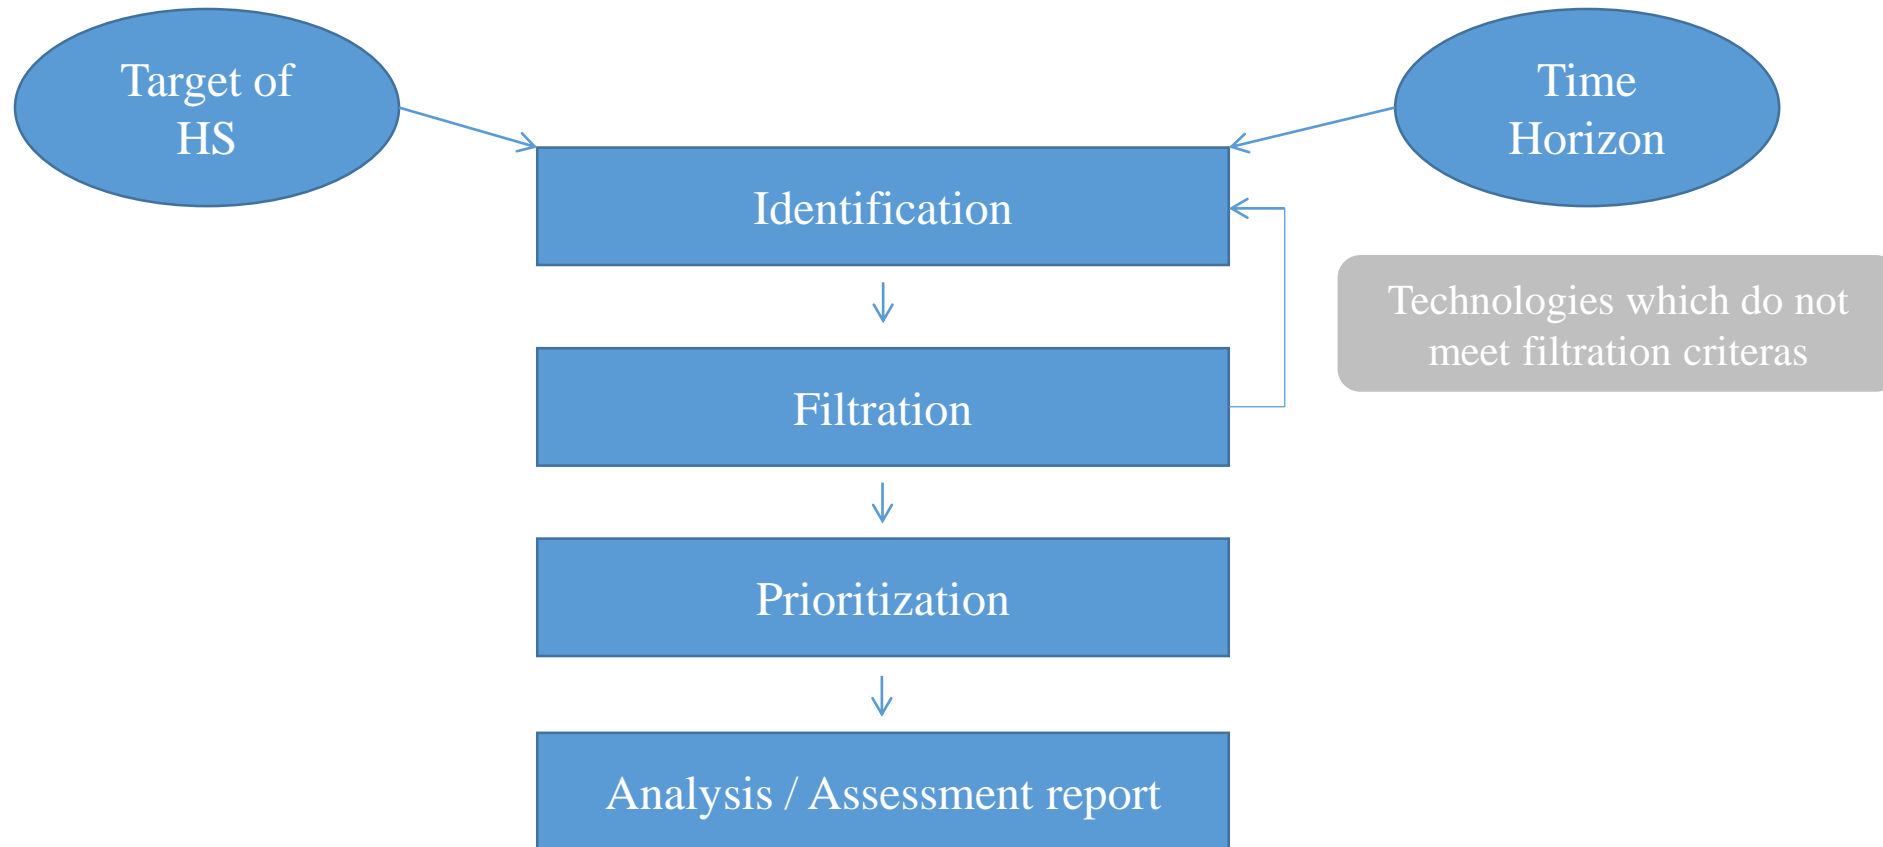 Target of
HS
Time
Horizon
Identification
Technologies which do not
meet filtration criteras
Filtration
Prioritization
Analysis / Assessment report